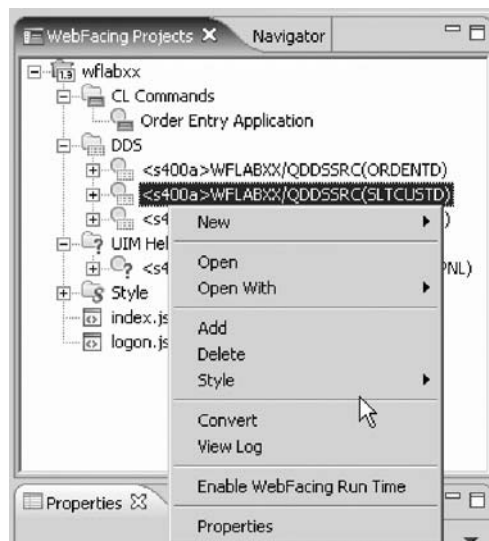 WebFacing Projects
Navigator
1.9
wflabxx
CL Commands
Order Entry Application
DDS
<s400a>WFLABXX/QDDSSRC(ORDENTD)
<s400a>WFLABXX/QDDSSRC(SLTCUSTD)
<s4
)
UIM Hel
<s4
PNL)
Style
index.js
logon.js
New
Open
Open With
Add
Delete
Style
Convert
View Log
Enable WebFacing Run Time
Properties
Properties